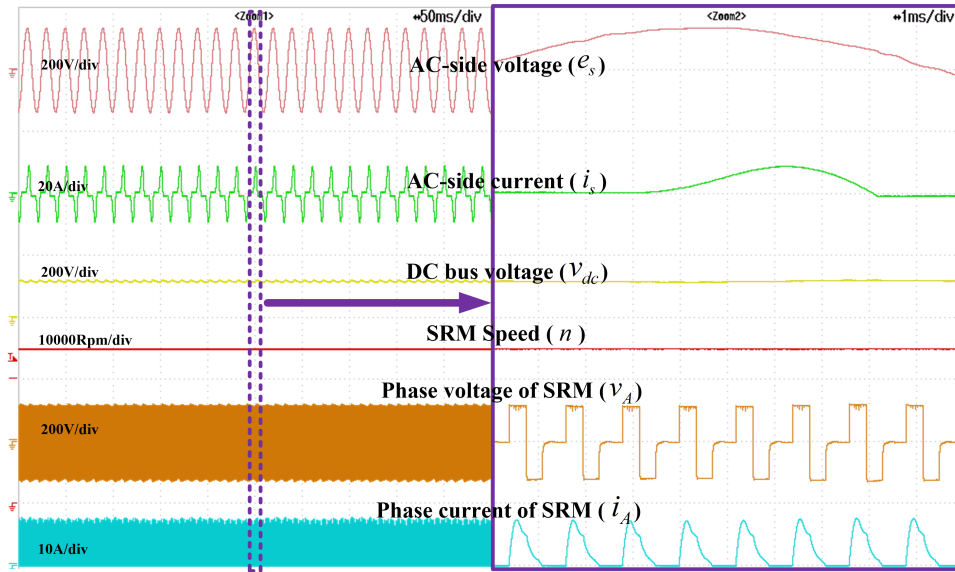 <Zoom1> ↔50ms/div <Zoom2> ↔1ms/div
200V/div AC-side voltage (e_s)
20A/div AC-side current (i_s)
200V/div DC bus voltage (v_dc)
10000Rpm/div SRM Speed (n)
Phase voltage of SRM (v_A)
200V/div
Phase current of SRM (i_A)
10A/div